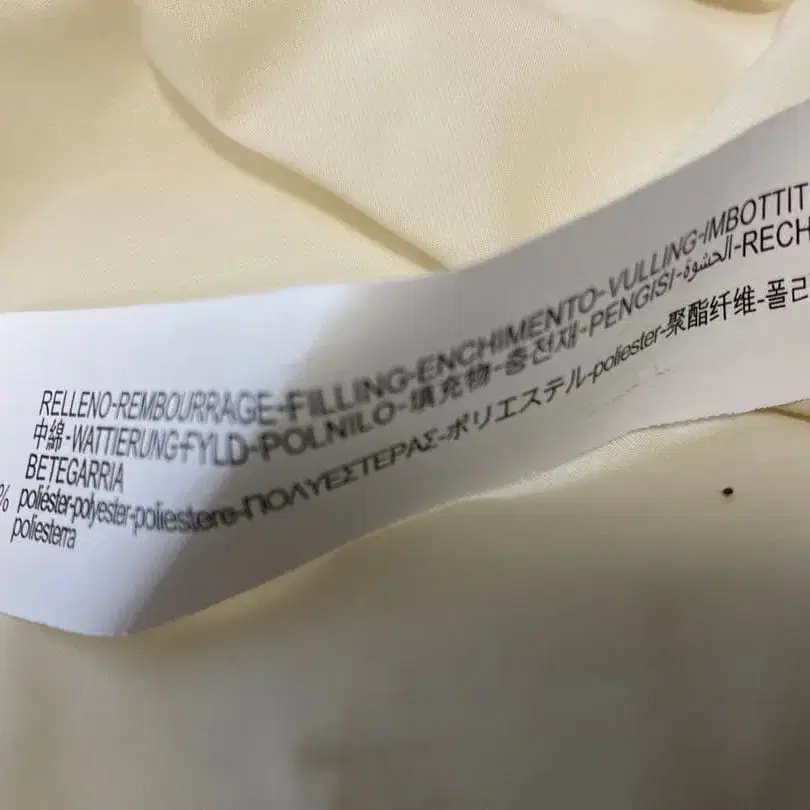 RELLENO-REMBOURRAGE-FILLING-ENCHIMENTO-VULLING-IMBOTTIT
中綿-WATTIERUNG-FYLD-POLNILO-填充物-충전재-PENGISI-الحشوة-RECH
BETEGARRIA
% poliéster-polyester-poliestere-ΠΟΛΥΕΣΤΕΡΑΣ-ポリエステル-poliester-聚酯纤维-폴리
poliesterra